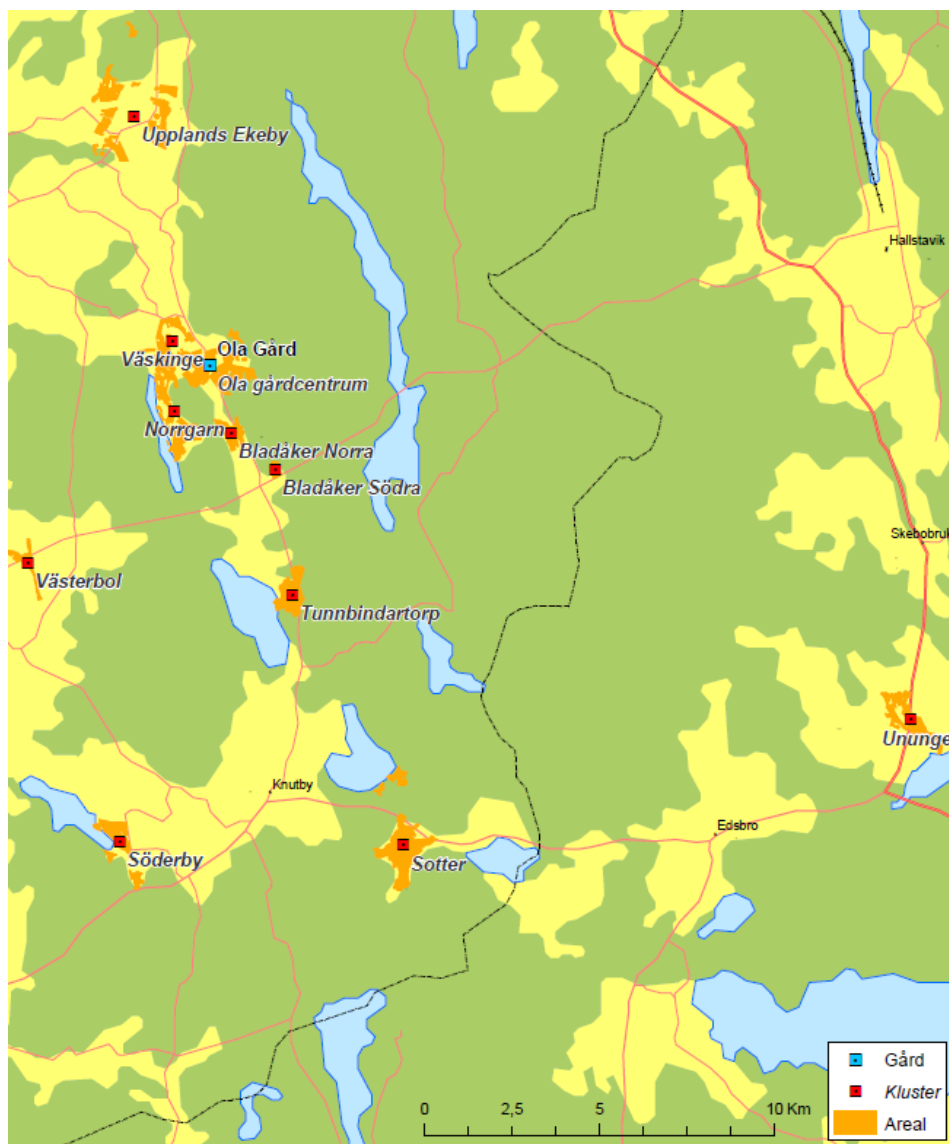 Upplands Ekeby
Hallstavik
Ola Gård
Väskinge
Ola gårdcentrum
Norrgarn
Bladåker Norra
Bladåker Södra
Skebobruk
Västerbol
Tunnbindartorp
Ununge
Knutby
Edsbro
Söderby
Sotter
Gård
Kluster
Areal
0 2,5 5 10 Km